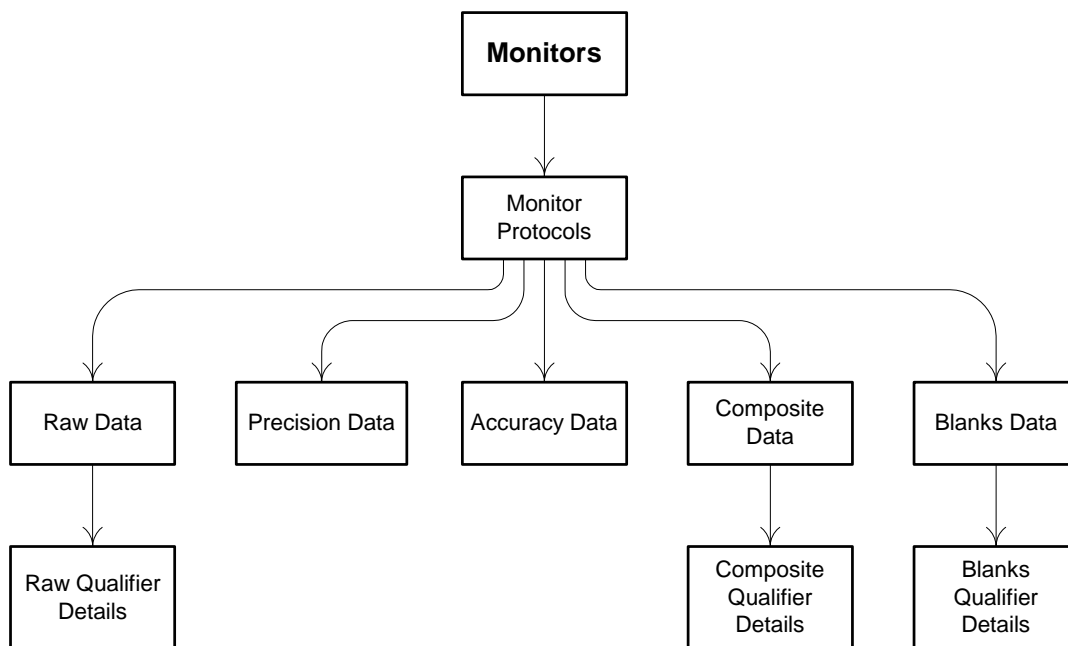 Monitors
Monitor
Protocols
Raw Data
Precision Data
Accuracy Data
Composite
Data
Blanks Data
Raw Qualifier
Details
Composite
Qualifier
Details
Blanks
Qualifier
Details